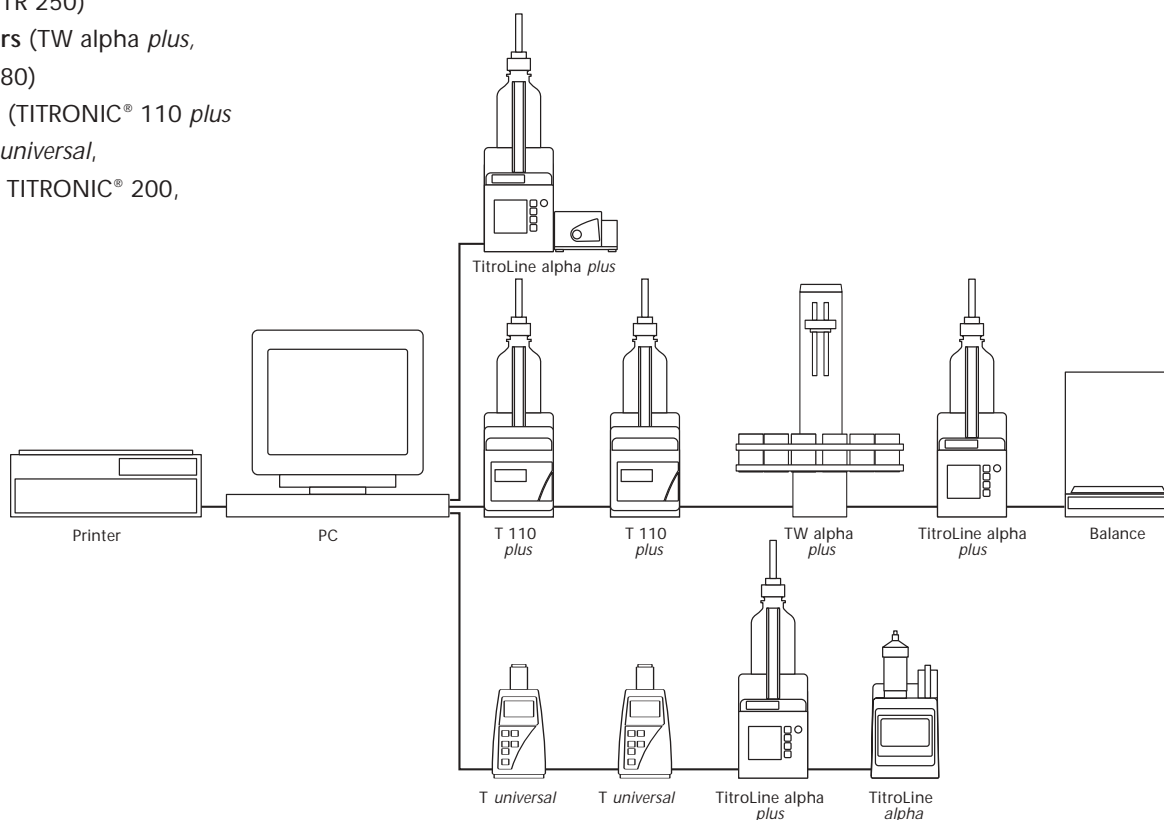 TR 250)
rs (TW alpha plus,
80)
(TITRONIC® 110 plus
universal,
TITRONIC® 200,
TitroLine alpha plus
Printer
PC
T 110
plus
T 110
plus
TW alpha
plus
TitroLine alpha
plus
Balance
T universal
T universal
TitroLine alpha
plus
TitroLine
alpha